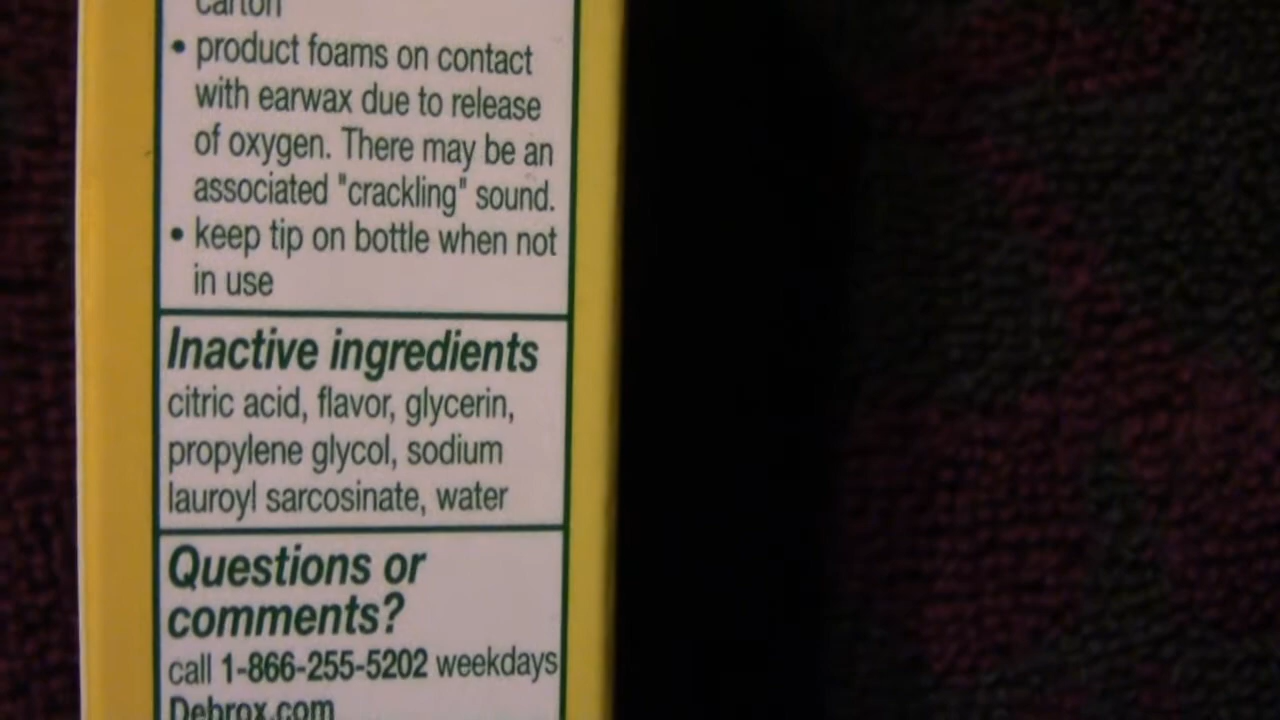 carton
• product foams on contact
with earwax due to release
of oxygen. There may be an
associated "crackling" sound.
• keep tip on bottle when not
in use
Inactive ingredients
citric acid, flavor, glycerin,
propylene glycol, sodium
lauroyl sarcosinate, water
Questions or
comments?
call 1-866-255-5202 weekdays
Debrox.com